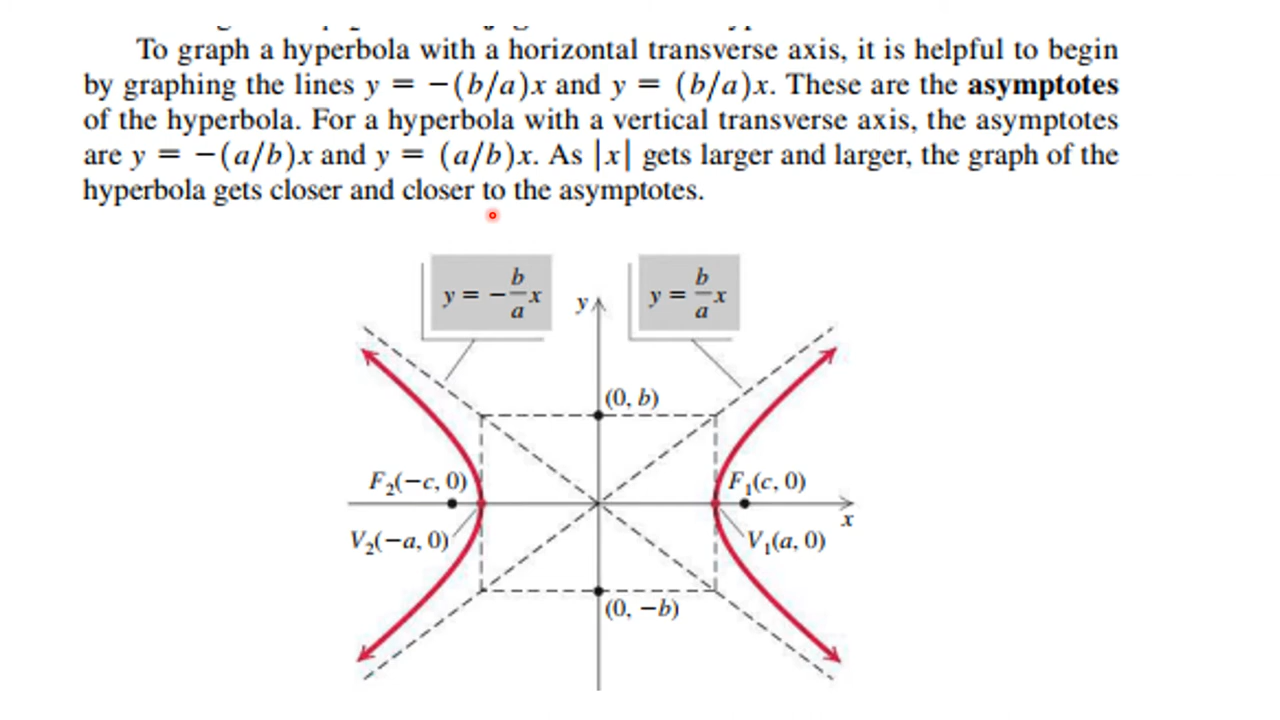 To graph a hyperbola with a horizontal transverse axis, it is helpful to begin
by graphing the lines y = −(b/a)x and y = (b/a)x. These are the asymptotes
of the hyperbola. For a hyperbola with a vertical transverse axis, the asymptotes
are y = −(a/b)x and y = (a/b)x. As |x| gets larger and larger, the graph of the
hyperbola gets closer and closer to the asymptotes.
y = −b/a x
y = b/a x
y
(0, b)
F₂(−c, 0)
F₁(c, 0)
x
V₂(−a, 0)
V₁(a, 0)
(0, −b)